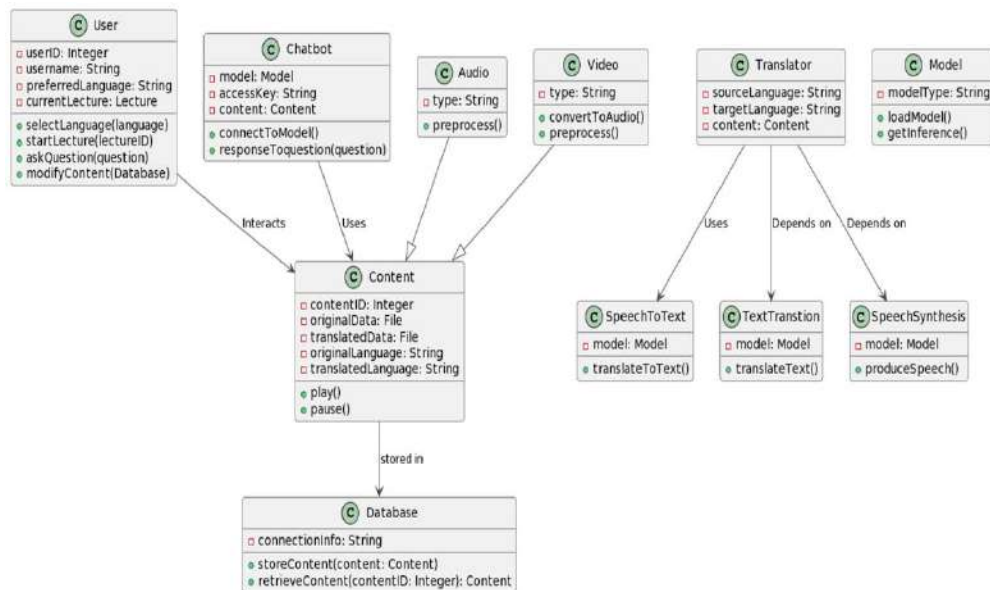 C User
userID: Integer
username: String
preferredLanguage: String
currentLecture: Lecture
selectLanguage(language)
startLecture(lectureID)
askQuestion(question)
modifyContent(Database)
C Chatbot
model: Model
accessKey: String
content: Content
connectToModel()
responseToquestion(question)
C Audio
type: String
preprocess()
C Video
type: String
convertToAudio()
preprocess()
C Translator
sourceLanguage: String
targetLanguage: String
content: Content
C Model
modelType: String
loadModel()
getInference()
Interacts
Uses
Uses
Depends on
Depends on
C Content
contentID: Integer
originalData: File
translatedData: File
originalLanguage: String
translatedLanguage: String
play()
pause()
C SpeechToText
model: Model
translateToText()
C TextTranstion
model: Model
translateText()
C SpeechSynthesis
model: Model
produceSpeech()
stored in
C Database
connectionInfo: String
storeContent(content: Content)
retrieveContent(contentID: Integer): Content